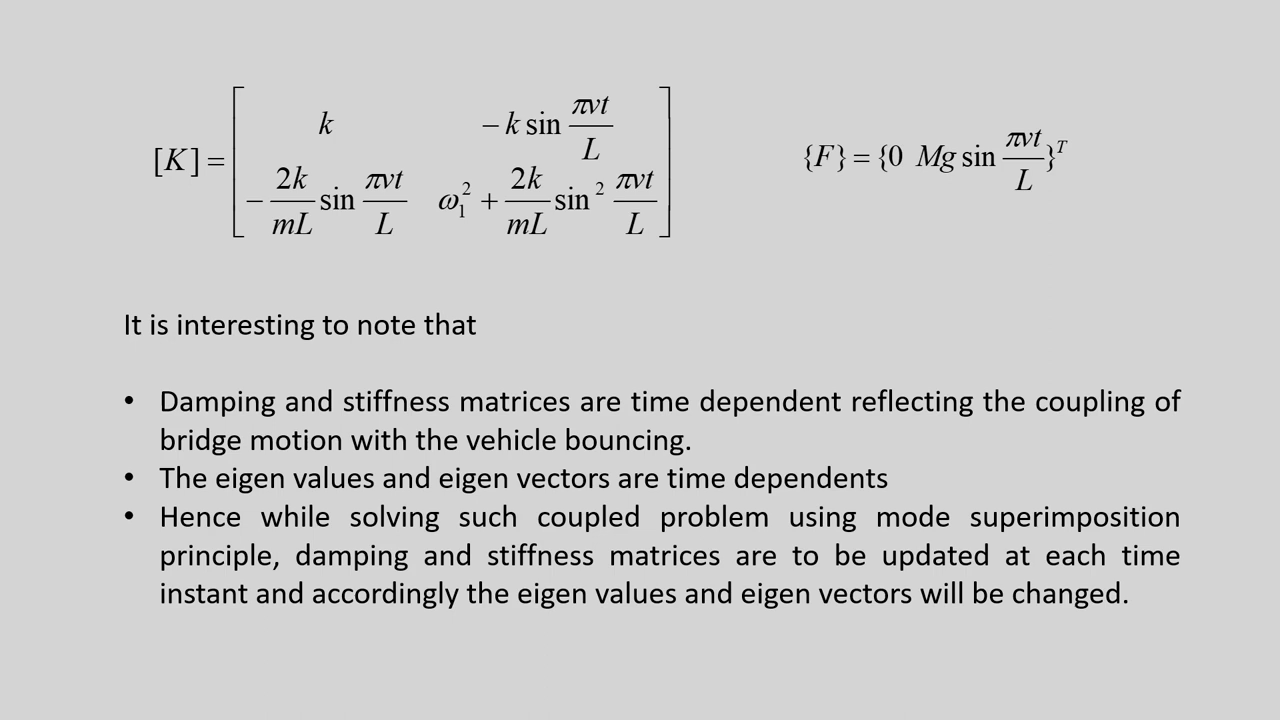 [K] = [ k   − k sin πvt/L
− 2k/mL sin πvt/L   ω₁² + 2k/mL sin² πvt/L ]
{F} = {0  Mg sin πvt/L}ᵀ
It is interesting to note that
• Damping and stiffness matrices are time dependent reflecting the coupling of
bridge motion with the vehicle bouncing.
• The eigen values and eigen vectors are time dependents
• Hence while solving such coupled problem using mode superimposition
principle, damping and stiffness matrices are to be updated at each time
instant and accordingly the eigen values and eigen vectors will be changed.